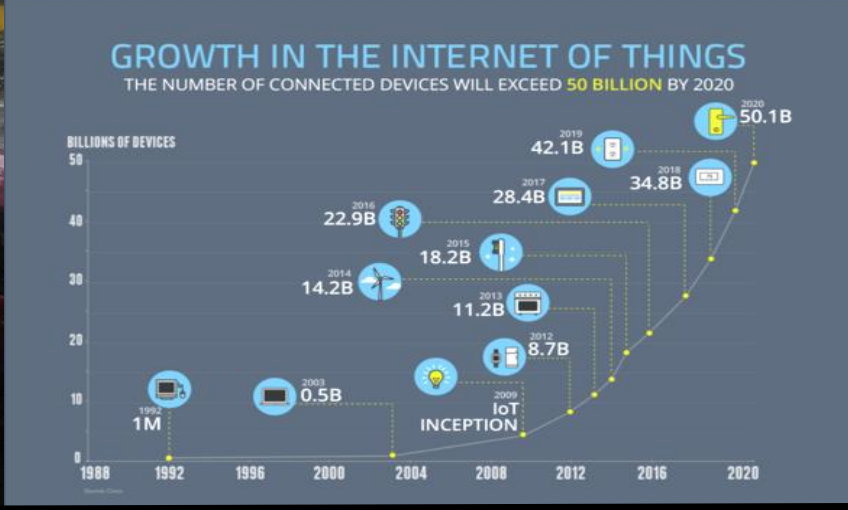 GROWTH IN THE INTERNET OF THINGS
THE NUMBER OF CONNECTED DEVICES WILL EXCEED 50 BILLION BY 2020
BILLIONS OF DEVICES
2020
50.1B
2019
42.1B
2018
34.8B
2017
28.4B
2016
22.9B
2015
18.2B
2014
14.2B
2013
11.2B
2012
8.7B
2009
IoT
INCEPTION
2003
0.5B
1992
1M
50
40
30
20
10
0
1988 1992 1996 2000 2004 2008 2012 2016 2020